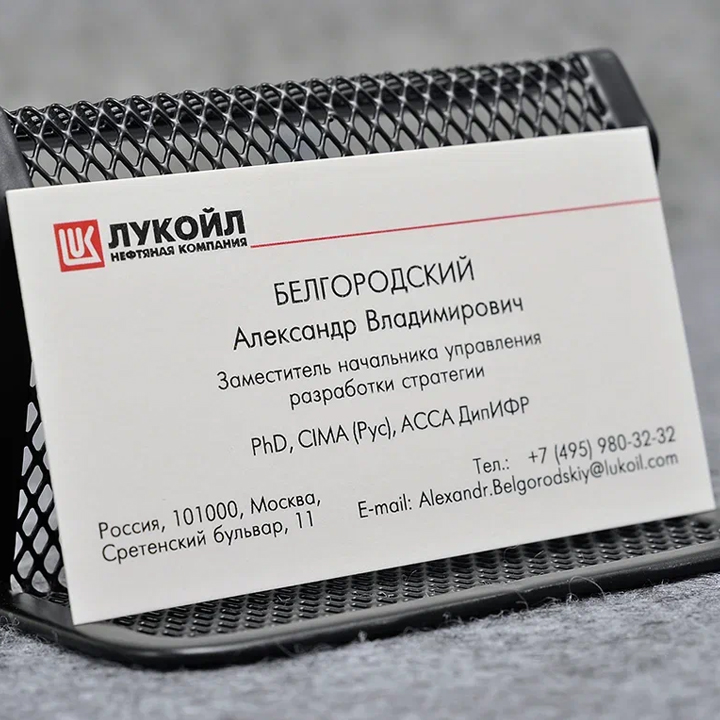 LUK
ЛУКОЙЛ
НЕФТЯНАЯ КОМПАНИЯ
БЕЛГОРОДСКИЙ
Александр Владимирович
Заместитель начальника управления
разработки стратегии
PhD, CIMA (Рус), АССА ДипИФР
Тел.: +7 (495) 980-32-32
E-mail: Alexandr.Belgorodskiy@lukoil.com
Россия, 101000, Москва,
Сретенский бульвар, 11